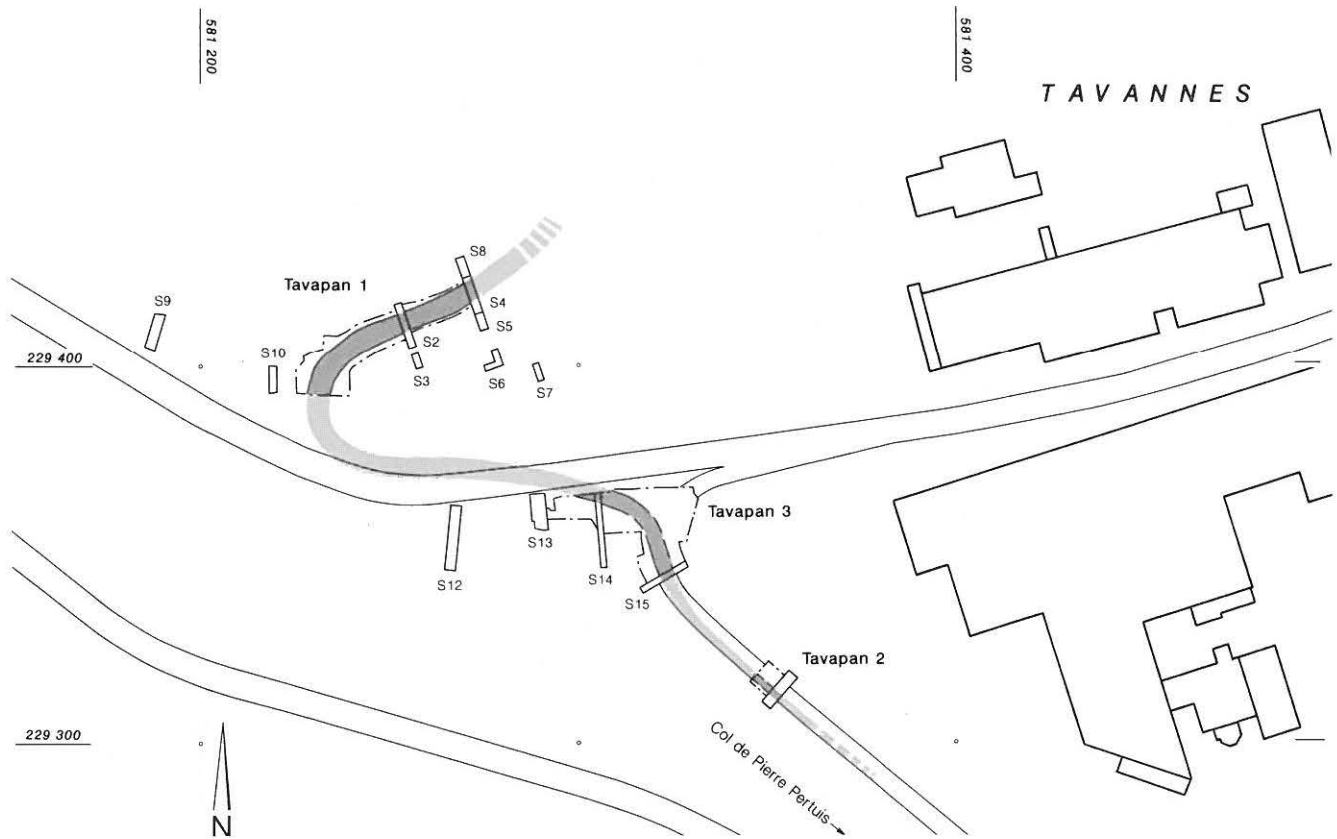 581 200
581 400
TAVANNES
S8
Tavapan 1
S9
S4
S5
S2
229 400
S10
S3
S6
S7
Tavapan 3
S13
S12
S14
S15
Tavapan 2
229 300
Col de Pierre Pertuis →
N